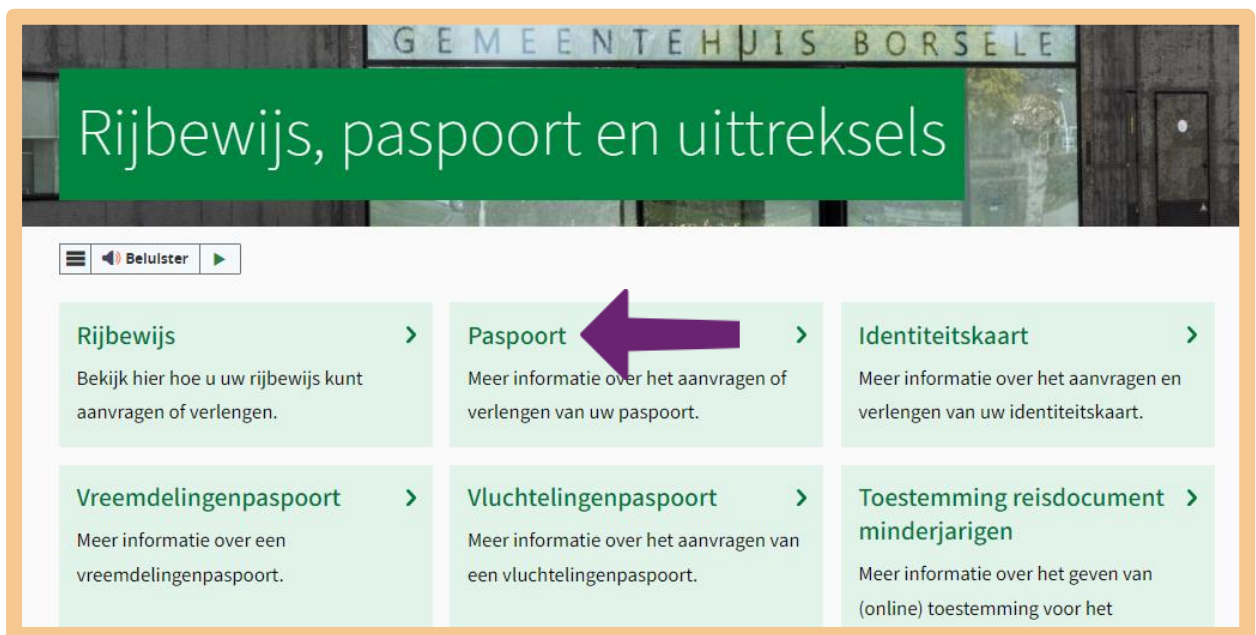 GEMEENTEHUIS BORSELE
Rijbewijs, paspoort en uittreksels
Beluister
Rijbewijs
Bekijk hier hoe u uw rijbewijs kunt
aanvragen of verlengen.
Paspoort
Meer informatie over het aanvragen of
verlengen van uw paspoort.
Identiteitskaart
Meer informatie over het aanvragen en
verlengen van uw identiteitskaart.
Vreemdelingenpaspoort
Meer informatie over een
vreemdelingenpaspoort.
Vluchtelingenpaspoort
Meer informatie over het aanvragen van
een vluchtelingenpaspoort.
Toestemming reisdocument
minderjarigen
Meer informatie over het geven van
(online) toestemming voor het